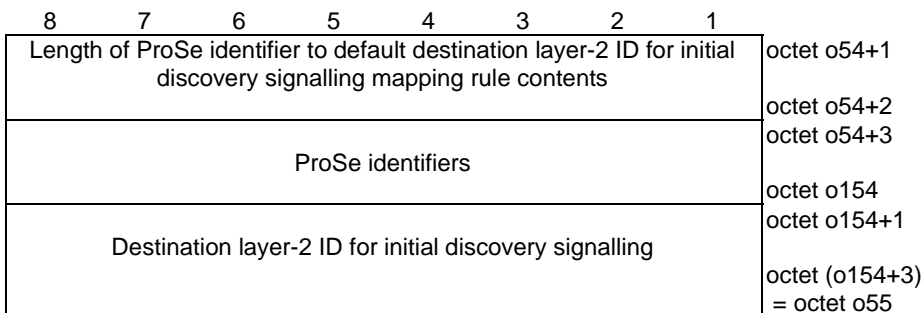 8 7 6 5 4 3 2 1
Length of ProSe identifier to default destination layer-2 ID for initial octet o54+1
discovery signalling mapping rule contents
octet o54+2
octet o54+3
ProSe identifiers
octet o154
octet o154+1
Destination layer-2 ID for initial discovery signalling
octet (o154+3)
= octet o55